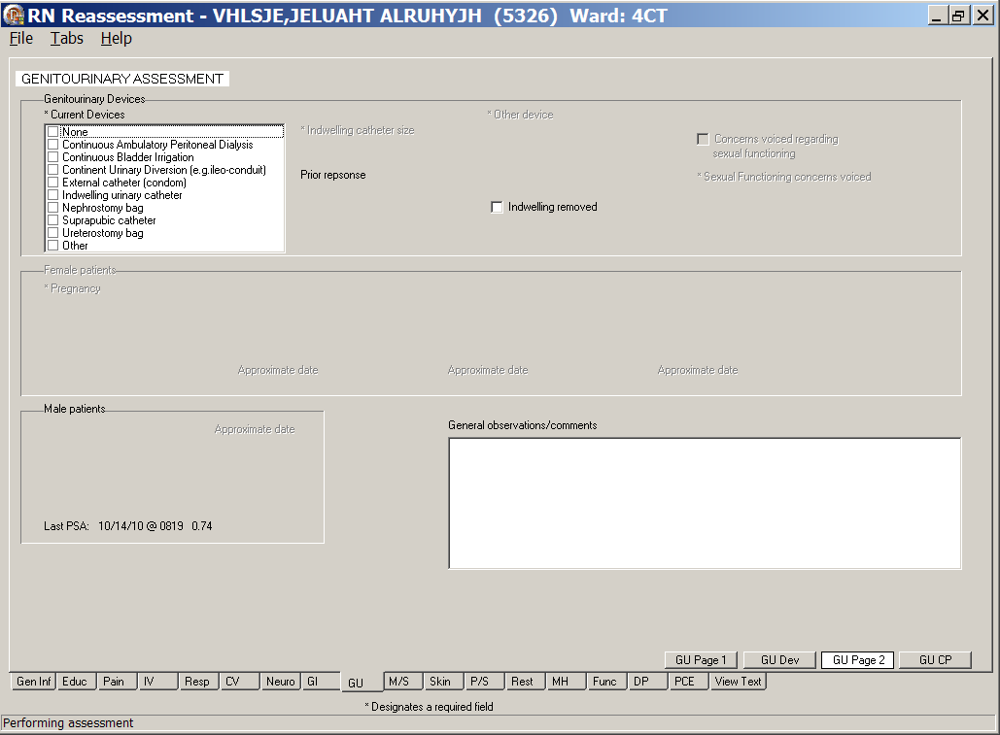 RN Reassessment - VHLSJE,JELUAHT ALRUHYJH (5326) Ward: 4CT
File Tabs Help
GENITOURINARY ASSESSMENT
Genitourinary Devices
* Current Devices
None
Continuous Ambulatory Peritoneal Dialysis
Continuous Bladder Irrigation
Continent Urinary Diversion (e.g.ileo-conduit)
External catheter (condom)
Indwelling urinary catheter
Nephrostomy bag
Suprapubic catheter
Ureterostomy bag
Other
* Indwelling catheter size
Prior repsonse
* Other device
Indwelling removed
Concerns voiced regarding
sexual functioning
* Sexual Functioning concerns voiced
Female patients
* Pregnancy
Approximate date Approximate date Approximate date
Male patients
Approximate date
Last PSA: 10/14/10 @ 0819 0.74
General observations/comments
GU Page 1 GU Dev GU Page 2 GU CP
Gen Inf Educ Pain IV Resp CV Neuro GI GU M/S Skin P/S Rest MH Func DP PCE View Text
* Designates a required field
Performing assessment